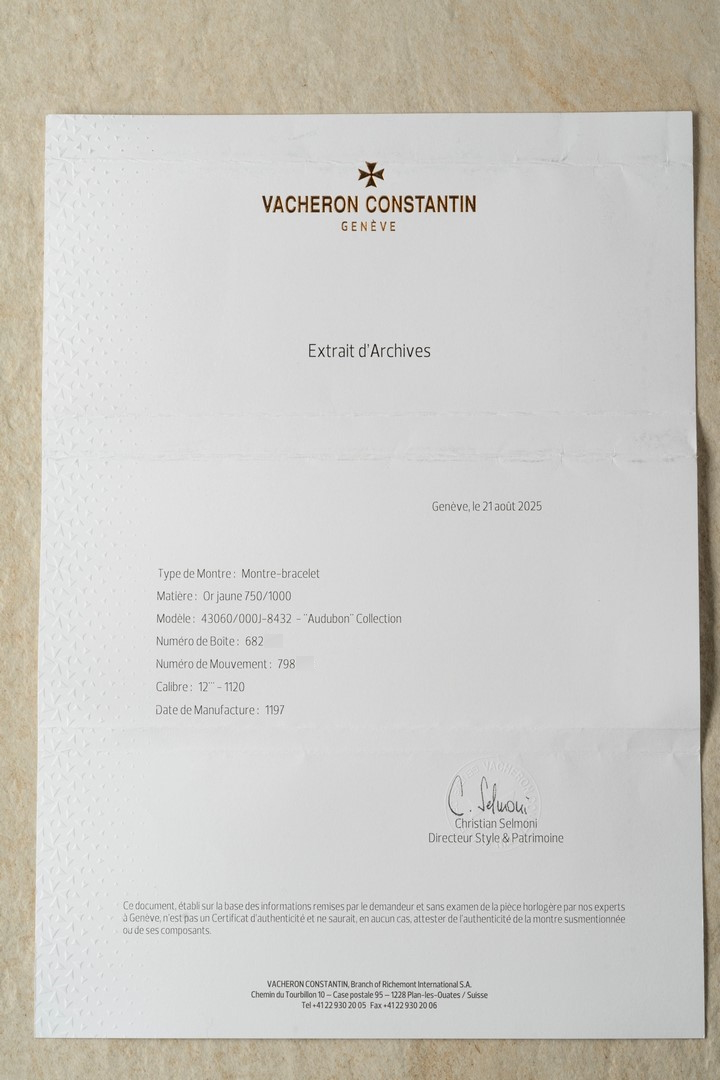 VACHERON CONSTANTIN
GENÈVE
Extrait d'Archives
Genève, le 21 août 2025
Type de Montre : Montre-bracelet
Matière : Or jaune 750/1000
Modèle : 43060/000J-8432 - "Audubon" Collection
Numéro de Boîte : 682
Numéro de Mouvement : 798
Calibre : 12''' - 1120
Date de Manufacture : 1197
VACHERON
C. Selmoni
Christian Selmoni
Directeur Style & Patrimoine
Ce document, établi sur la base des informations remises par le demandeur et sans examen de la pièce horlogère par nos experts
à Genève, n'est pas un Certificat d'authenticité et ne saurait, en aucun cas, attester de l'authenticité de la montre susmentionnée
ou de ses composants.
VACHERON CONSTANTIN, Branch of Richemont International S.A.
Chemin du Tourbillon 10 – Case postale 95 – 1228 Plan-les-Ouates / Suisse
Tel +41 22 930 20 05 Fax +41 22 930 20 06